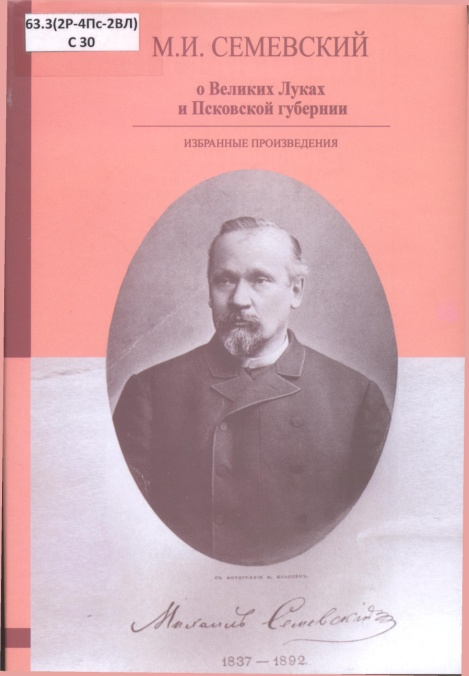 63.3(2Р-4Пс-2ВЛ)
С 30
М.И. СЕМЕВСКИЙ
о Великих Луках
и Псковской губернии
ИЗБРАННЫЕ ПРОИЗВЕДЕНИЯ
Михаилъ Семевскій
1837 — 1892.